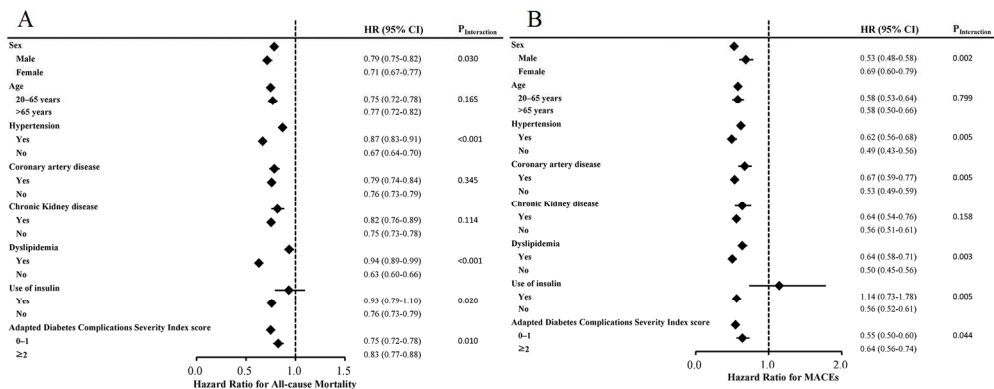 A
HR (95% CI) P Interaction
Sex
Male 0.79 (0.75-0.82) 0.030
Female 0.71 (0.67-0.77)
Age
20–65 years 0.75 (0.72-0.78) 0.165
>65 years 0.77 (0.72-0.82)
Hypertension
Yes 0.87 (0.83-0.91) <0.001
No 0.67 (0.64-0.70)
Coronary artery disease
Yes 0.79 (0.74-0.84) 0.345
No 0.76 (0.73-0.79)
Chronic Kidney disease
Yes 0.82 (0.76-0.89) 0.114
No 0.75 (0.73-0.78)
Dyslipidemia
Yes 0.94 (0.89-0.99) <0.001
No 0.63 (0.60-0.66)
Use of insulin
Yes 0.93 (0.79-1.10) 0.020
No 0.76 (0.73-0.79)
Adapted Diabetes Complications Severity Index score
0–1 0.75 (0.72-0.78) 0.010
≥2 0.83 (0.77-0.88)
0.0 0.5 1.0 1.5
Hazard Ratio for All-cause Mortality
B
HR (95% CI) P Interaction
Sex
Male 0.53 (0.48-0.58) 0.002
Female 0.69 (0.60-0.79)
Age
20–65 years 0.58 (0.53-0.64) 0.799
>65 years 0.58 (0.50-0.66)
Hypertension
Yes 0.62 (0.56-0.68) 0.005
No 0.49 (0.43-0.56)
Coronary artery disease
Yes 0.67 (0.59-0.77) 0.005
No 0.53 (0.49-0.59)
Chronic Kidney disease
Yes 0.64 (0.54-0.76) 0.158
No 0.56 (0.51-0.61)
Dyslipidemia
Yes 0.64 (0.58-0.71) 0.003
No 0.50 (0.45-0.56)
Use of insulin
Yes 1.14 (0.73-1.78) 0.005
No 0.56 (0.52-0.61)
Adapted Diabetes Complications Severity Index score
0–1 0.55 (0.50-0.60) 0.044
≥2 0.64 (0.56-0.74)
0.0 1.0 2.0
Hazard Ratio for MACEs